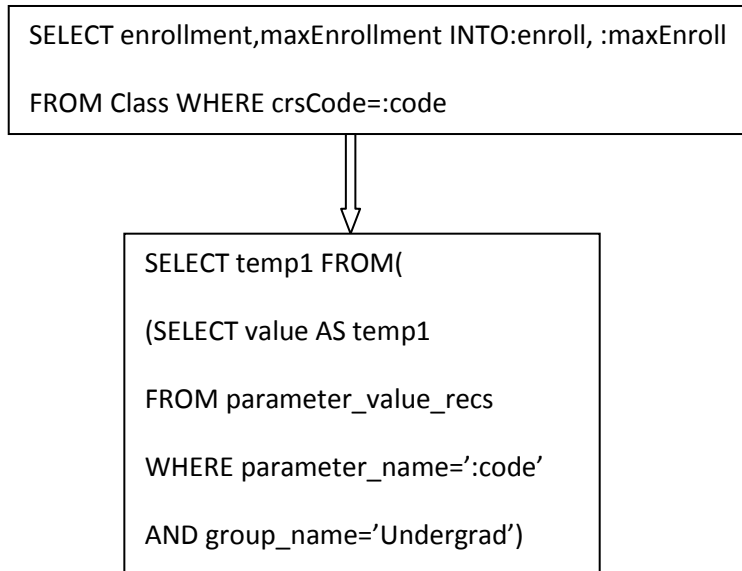 SELECT enrollment,maxEnrollment INTO:enroll, :maxEnroll
FROM Class WHERE crsCode=:code
SELECT temp1 FROM(
(SELECT value AS temp1
FROM parameter_value_recs
WHERE parameter_name=’:code’
AND group_name=’Undergrad’)